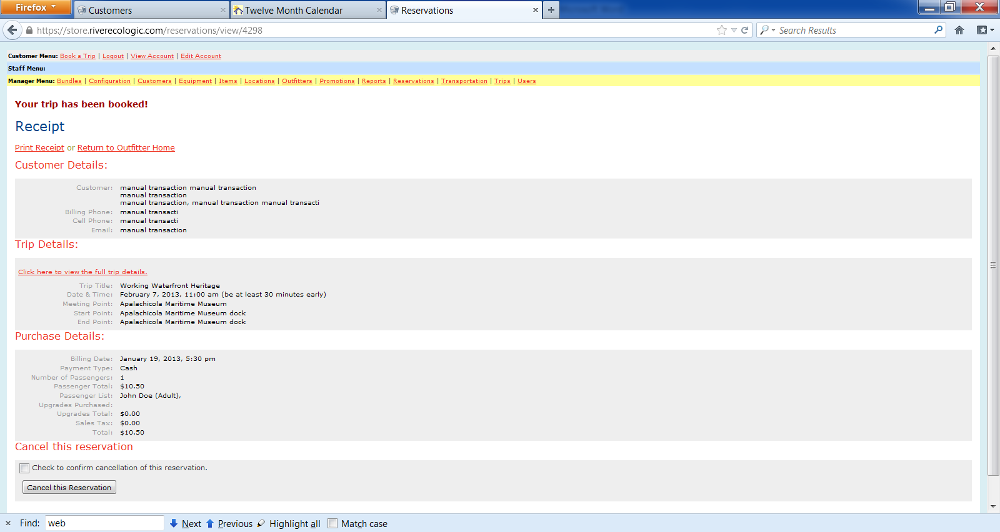 Firefox
Customers
Twelve Month Calendar
Reservations
https://store.riverecologic.com/reservations/view/4298
Search Results
Customer Menu: Book a Trip | Logout | View Account | Edit Account
Staff Menu:
Manager Menu: Bundles | Configuration | Customers | Equipment | Items | Locations | Outfitters | Promotions | Reports | Reservations | Transportation | Trips | Users
Your trip has been booked!
Receipt
Print Receipt or Return to Outfitter Home
Customer Details:
Customer: manual transaction manual transaction
manual transaction
manual transaction, manual transaction manual transacti
Billing Phone: manual transacti
Cell Phone: manual transacti
Email: manual transaction
Trip Details:
Click here to view the full trip details.
Trip Title: Working Waterfront Heritage
Date & Time: February 7, 2013, 11:00 am (be at least 30 minutes early)
Meeting Point: Apalachicola Maritime Museum
Start Point: Apalachicola Maritime Museum dock
End Point: Apalachicola Maritime Museum dock
Purchase Details:
Billing Date: January 19, 2013, 5:30 pm
Payment Type: Cash
Number of Passengers: 1
Passenger Total: $10.50
Passenger List: John Doe (Adult),
Upgrades Purchased:
Upgrades Total: $0.00
Sales Tax: $0.00
Total: $10.50
Cancel this reservation
Check to confirm cancellation of this reservation.
Cancel this Reservation
Find: web Next Previous Highlight all Match case